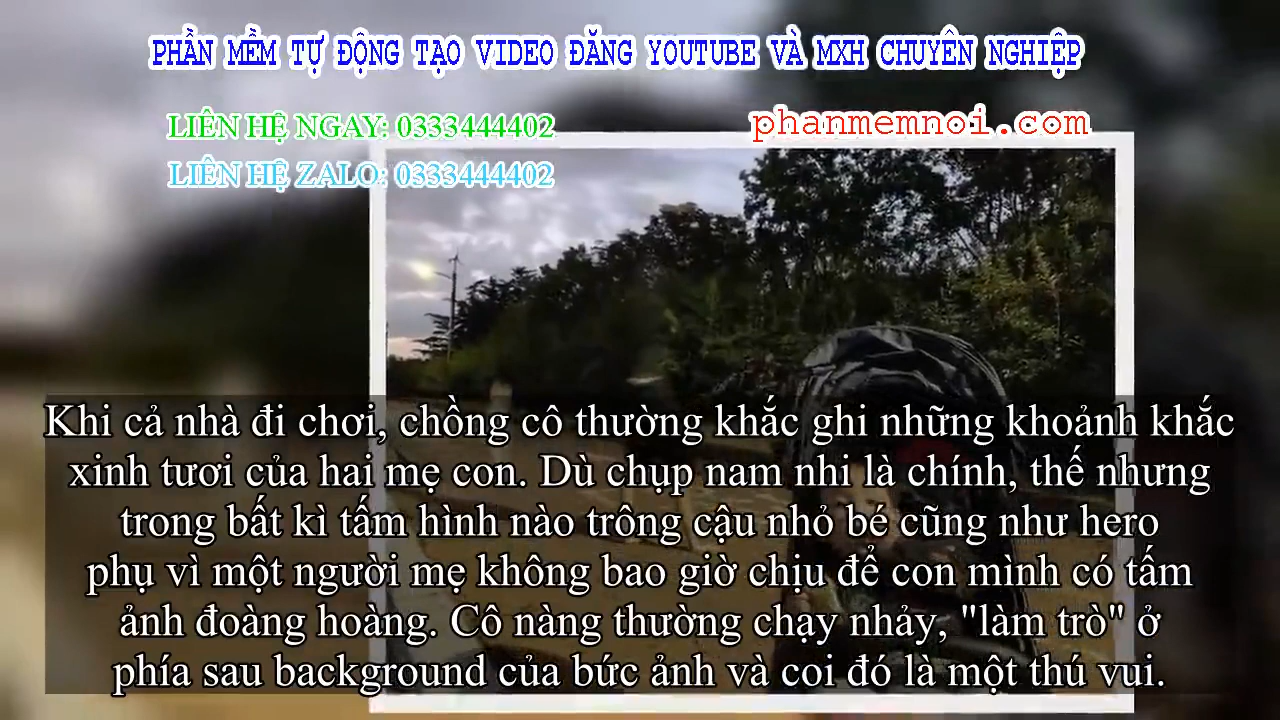 PHẦN MỀM TỰ ĐỘNG TẠO VIDEO ĐĂNG YOUTUBE VÀ MXH CHUYÊN NGHIỆP
LIÊN HỆ NGAY: 0333444402
phanmemnoi.com
LIÊN HỆ ZALO: 0333444402
Khi cả nhà đi chơi, chồng cô thường khắc ghi những khoảnh khắc
xinh tươi của hai mẹ con. Dù chụp nam nhi là chính, thế nhưng
trong bất kì tấm hình nào trông cậu nhỏ bé cũng như hero
phụ vì một người mẹ không bao giờ chịu để con mình có tấm
ảnh đoàng hoàng. Cô nàng thường chạy nhảy, "làm trò" ở
phía sau background của bức ảnh và coi đó là một thú vui.